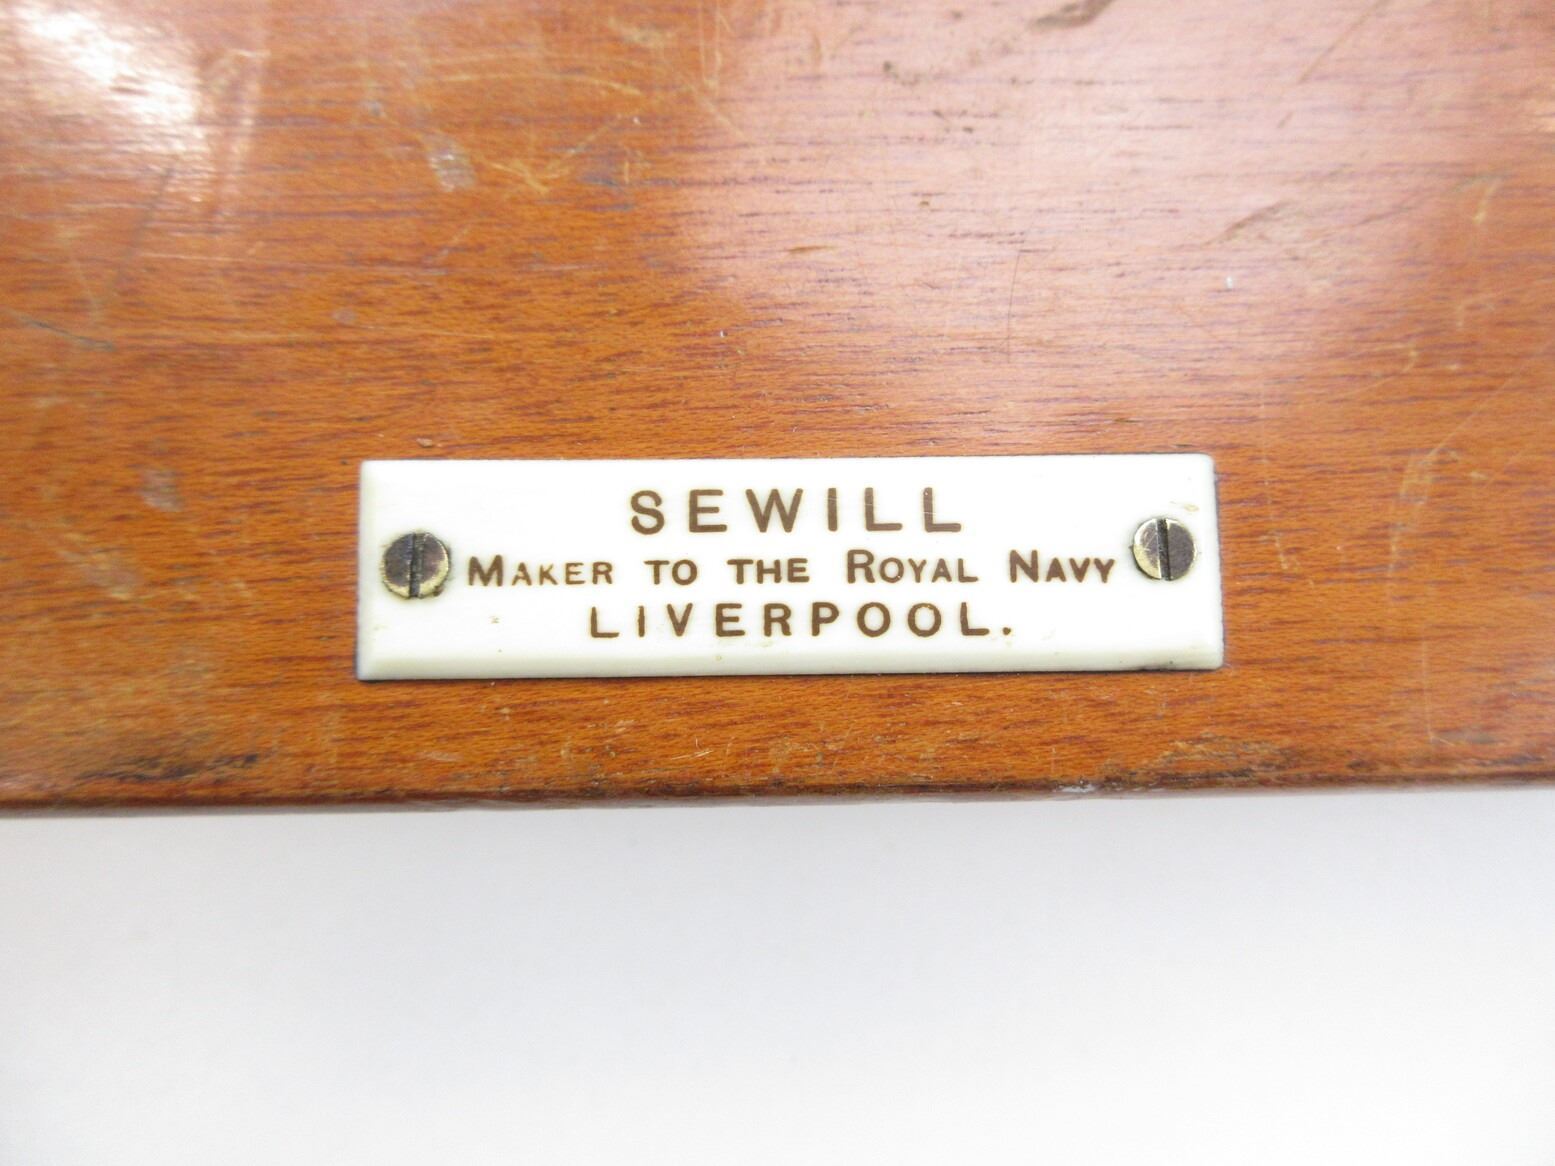 SEWILL
MAKER TO THE ROYAL NAVY
LIVERPOOL.